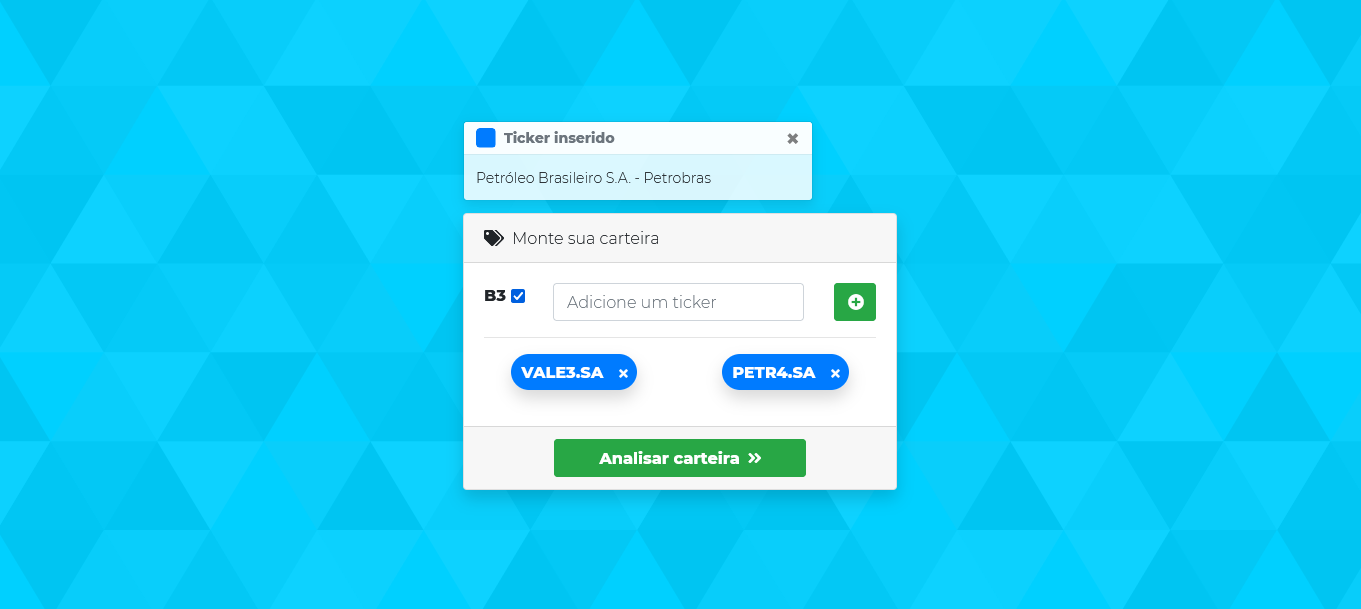 Ticker inserido
Petróleo Brasileiro S.A. - Petrobras
Monte sua carteira
B3 Adicione um ticker
VALE3.SA PETR4.SA
Analisar carteira